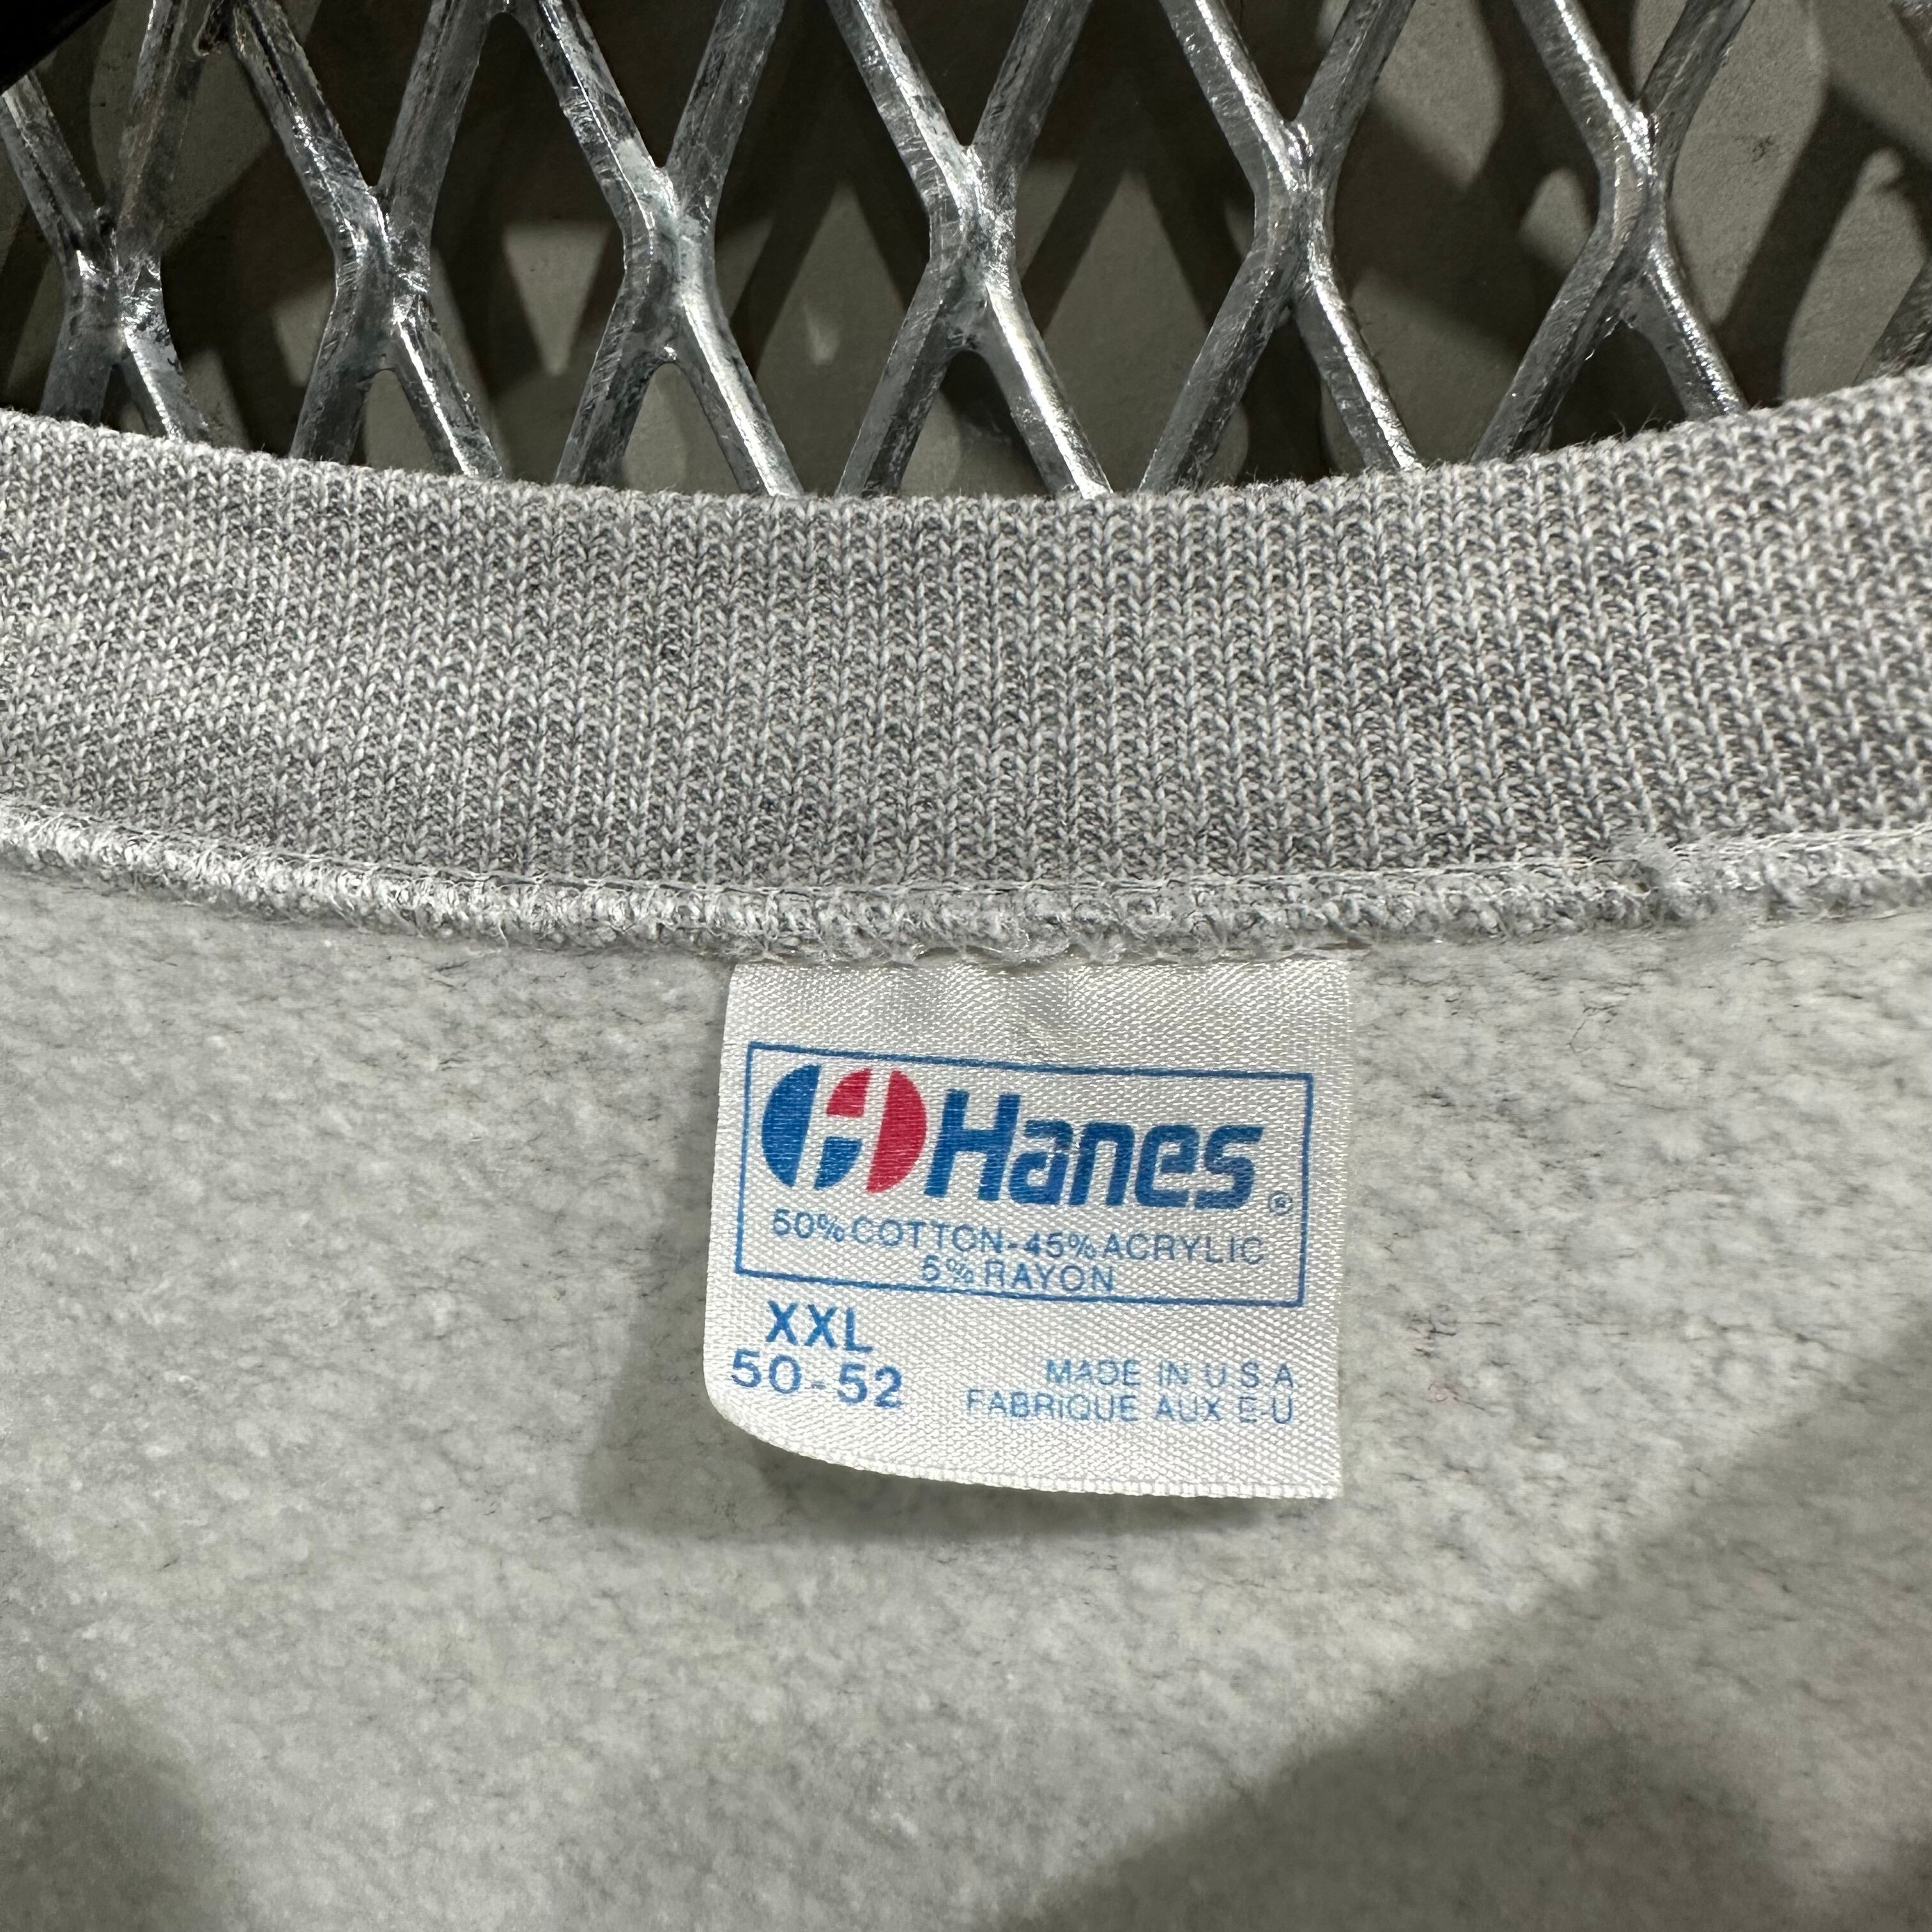 Hanes®
50% COTTON-45% ACRYLIC
5% RAYON
XXL
50-52
MADE IN U S A
FABRIQUE AUX E-U